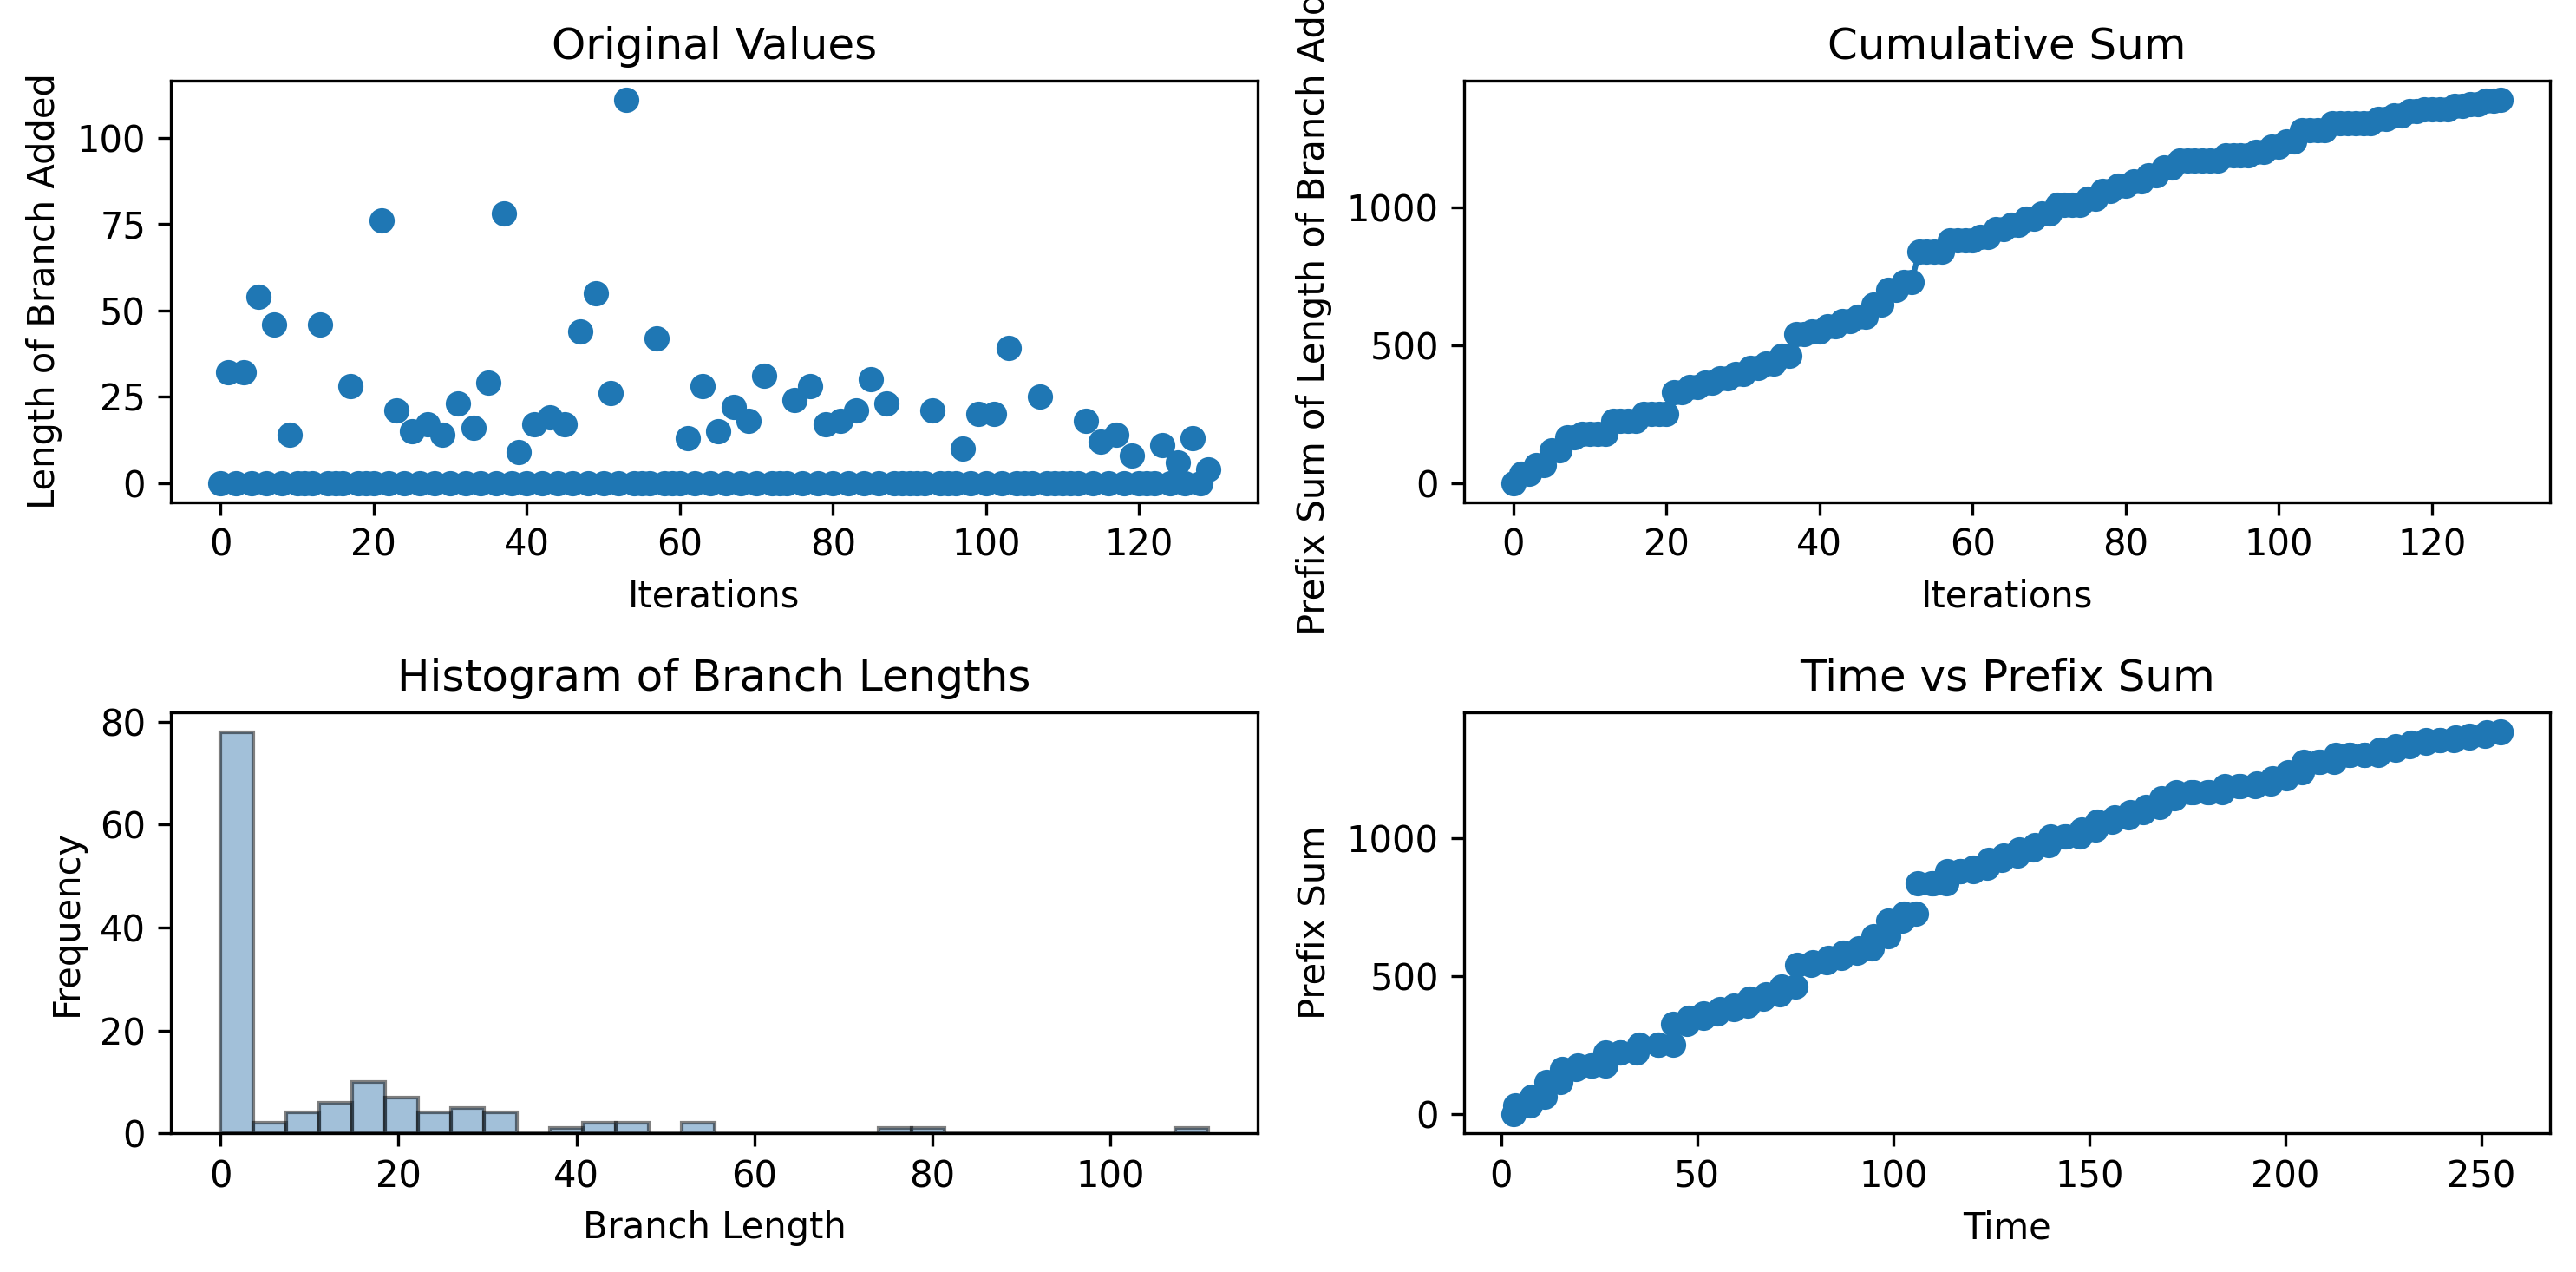 Original Values
Length of Branch Added
100
75
50
25
0
0 20 40 60 80 100 120
Iterations
Cumulative Sum
Prefix Sum of Length of Branch
1000
500
0
0 20 40 60 80 100 120
Iterations
Histogram of Branch Lengths
Frequency
80
60
40
20
0
0 20 40 60 80 100
Branch Length
Time vs Prefix Sum
Prefix Sum
1000
500
0
0 50 100 150 200 250
Time